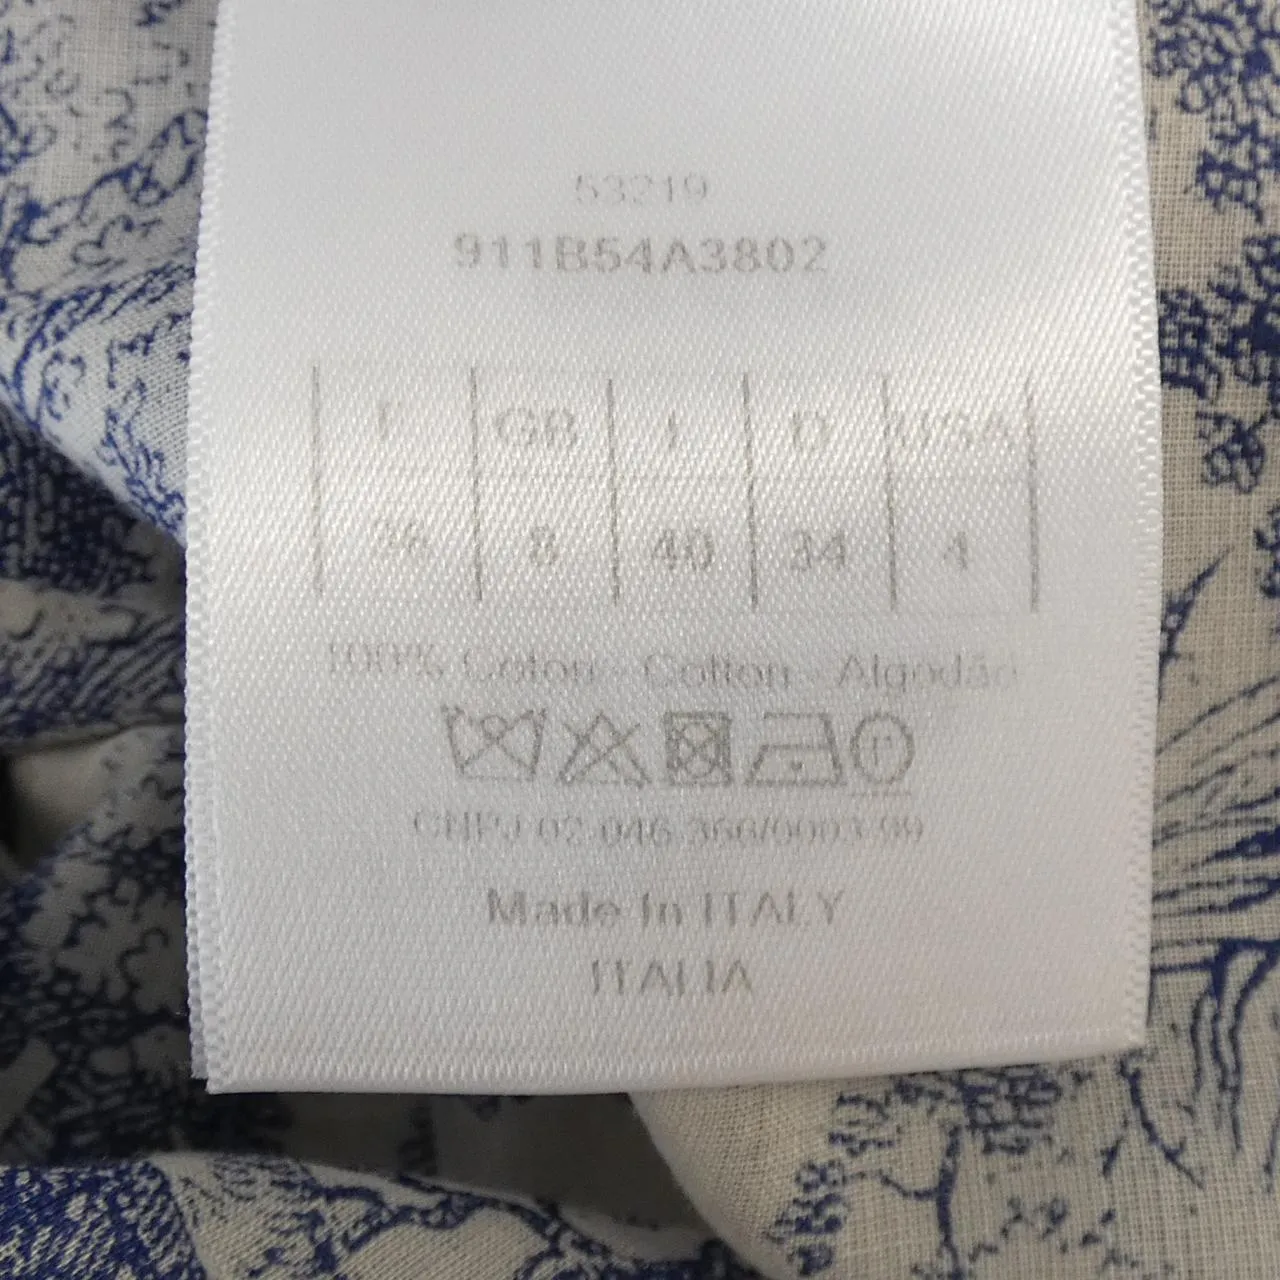 53219
911B54A3802
F GB I D USA
36 8 40 34 4
100% Coton - Cotton - Algodão
P
CNPJ 02.046.366/0003-99
Made In ITALY
ITALIA